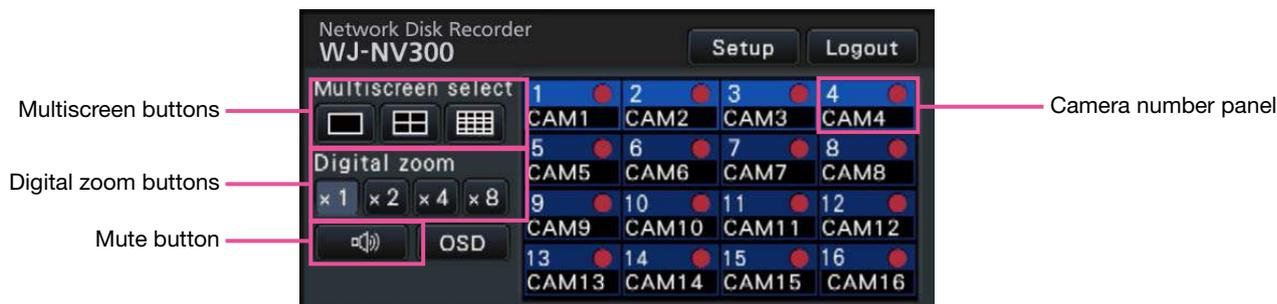 Network Disk Recorder
WJ-NV300
Setup Logout
Multiscreen select
Digital zoom
×1 ×2 ×4 ×8
OSD
1 2 3 4
CAM1 CAM2 CAM3 CAM4
5 6 7 8
CAM5 CAM6 CAM7 CAM8
9 10 11 12
CAM9 CAM10 CAM11 CAM12
13 14 15 16
CAM13 CAM14 CAM15 CAM16
Multiscreen buttons
Digital zoom buttons
Mute button
Camera number panel